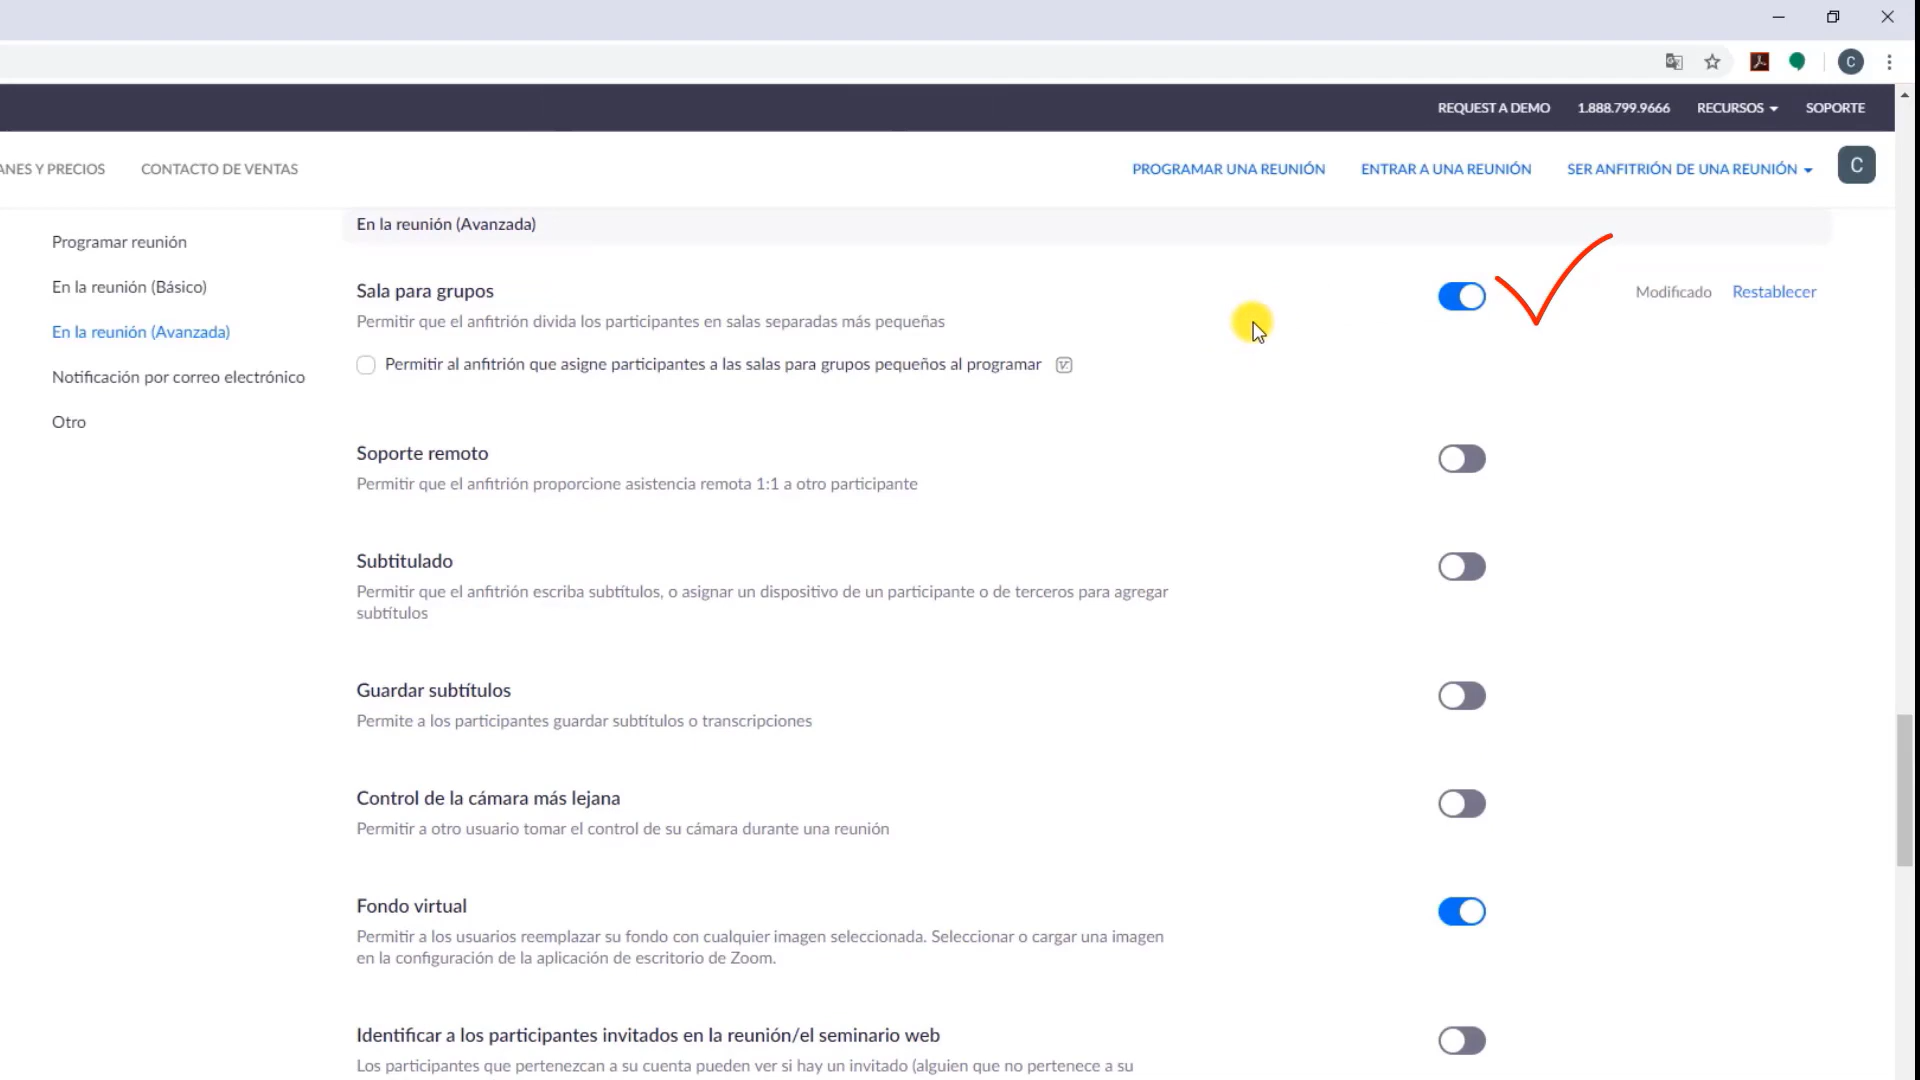 C
REQUEST A DEMO
1.888.799.9666
RECURSOS
SOPORTE
ANES Y PRECIOS
CONTACTO DE VENTAS
PROGRAMAR UNA REUNIÓN
ENTRAR A UNA REUNIÓN
SER ANFITRIÓN DE UNA REUNIÓN
C
Programar reunión
En la reunión (Básico)
En la reunión (Avanzada)
Notificación por correo electrónico
Otro
En la reunión (Avanzada)
Sala para grupos
Modificado
Restablecer
Permitir que el anfitrión divida los participantes en salas separadas más pequeñas
Permitir al anfitrión que asigne participantes a las salas para grupos pequeños al programar
Soporte remoto
Permitir que el anfitrión proporcione asistencia remota 1:1 a otro participante
Subtitulado
Permitir que el anfitrión escriba subtítulos, o asignar un dispositivo de un participante o de terceros para agregar
subtítulos
Guardar subtítulos
Permite a los participantes guardar subtítulos o transcripciones
Control de la cámara más lejana
Permitir a otro usuario tomar el control de su cámara durante una reunión
Fondo virtual
Permitir a los usuarios reemplazar su fondo con cualquier imagen seleccionada. Seleccionar o cargar una imagen
en la configuración de la aplicación de escritorio de Zoom.
Identificar a los participantes invitados en la reunión/el seminario web
Los participantes que pertenezcan a su cuenta pueden ver si hay un invitado (alguien que no pertenece a su